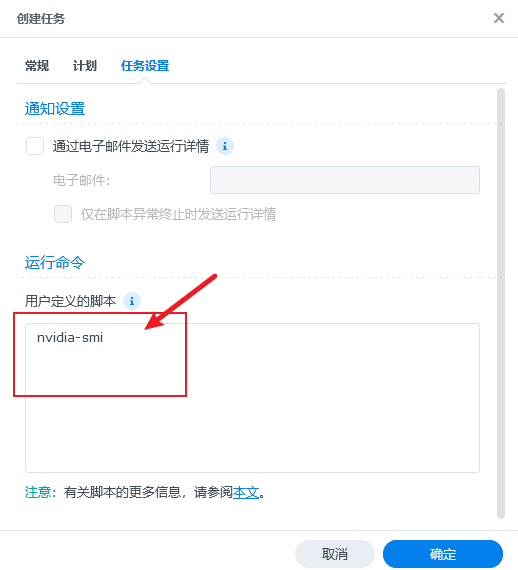 创建任务
常规 计划 任务设置
通知设置
通过电子邮件发送运行详情
电子邮件:
仅在脚本异常终止时发送运行详情
运行命令
用户定义的脚本
nvidia-smi
注意: 有关脚本的更多信息，请参阅本文。
取消 确定